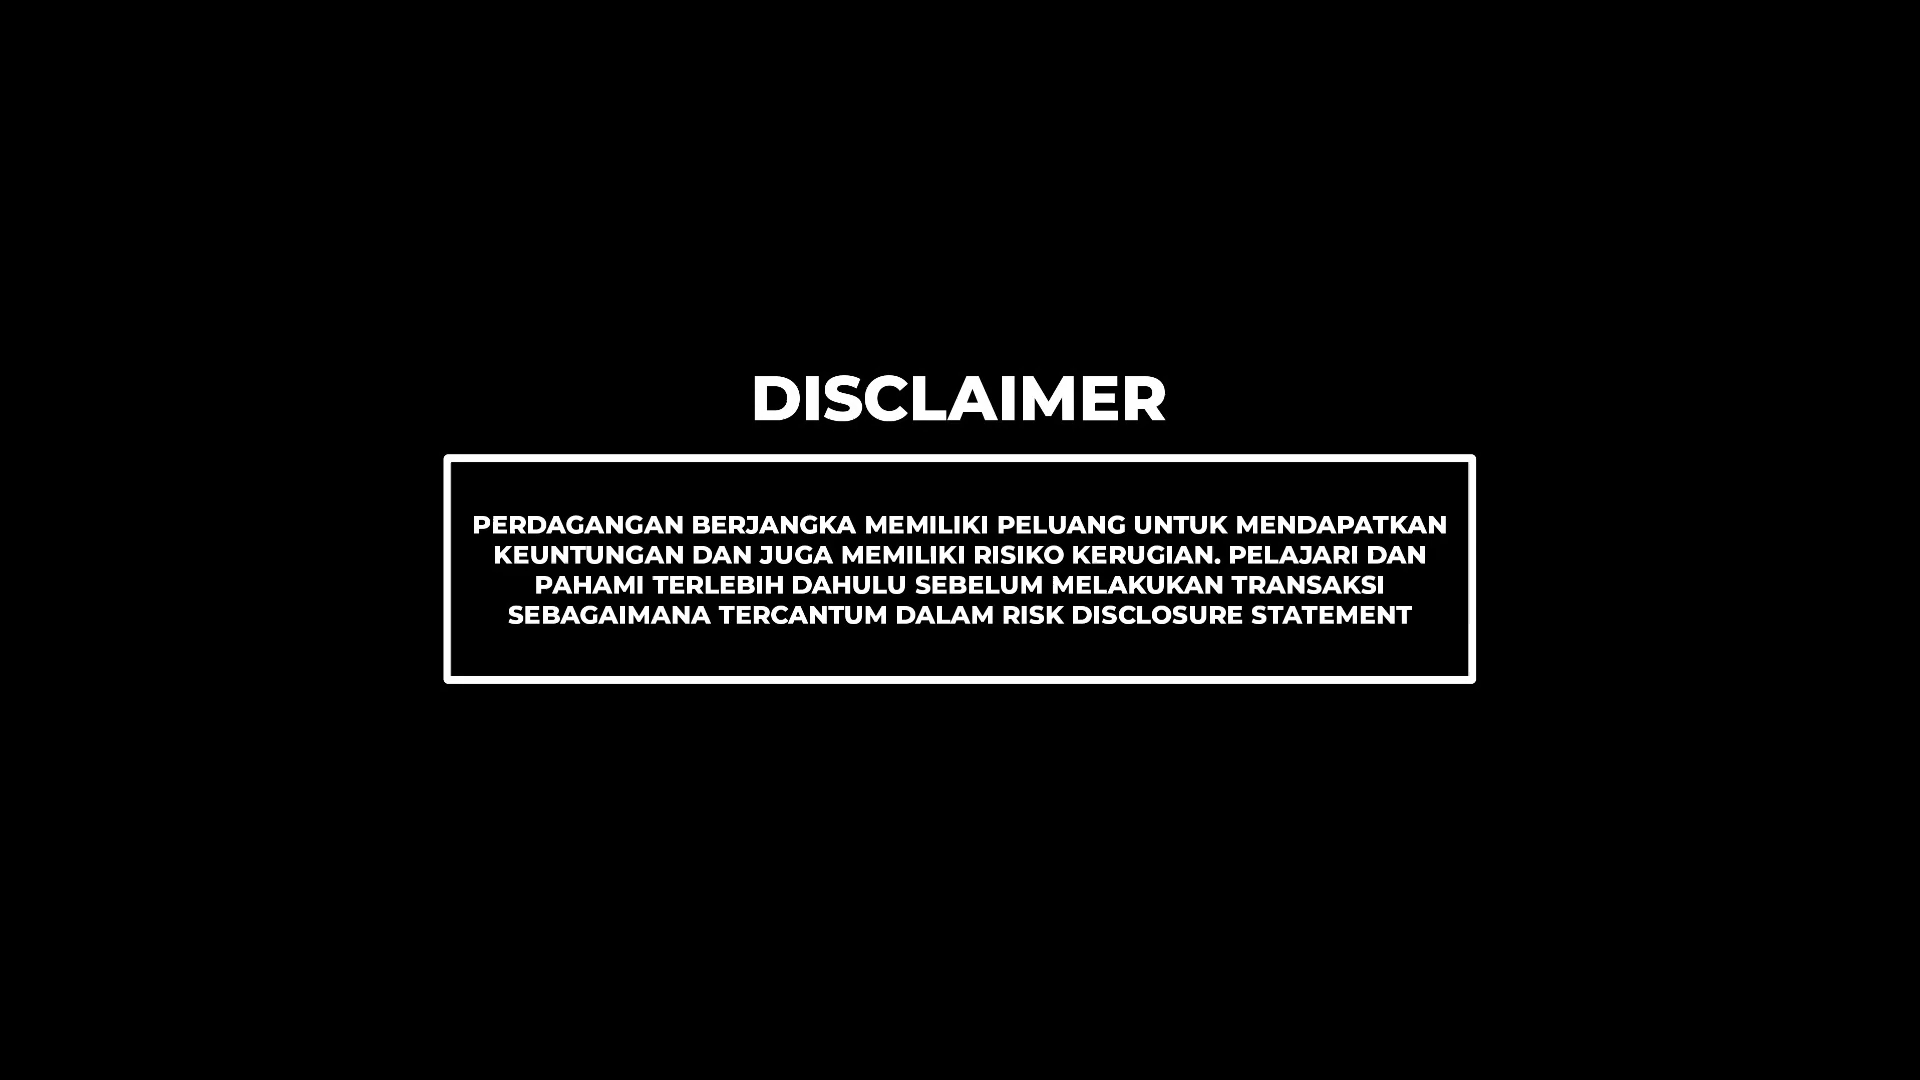 DISCLAIMER
PERDAGANGAN BERJANGKA MEMILIKI PELUANG UNTUK MENDAPATKAN
KEUNTUNGAN DAN JUGA MEMILIKI RISIKO KERUGIAN. PELAJARI DAN
PAHAMI TERLEBIH DAHULU SEBELUM MELAKUKAN TRANSAKSI
SEBAGAIMANA TERCANTUM DALAM RISK DISCLOSURE STATEMENT